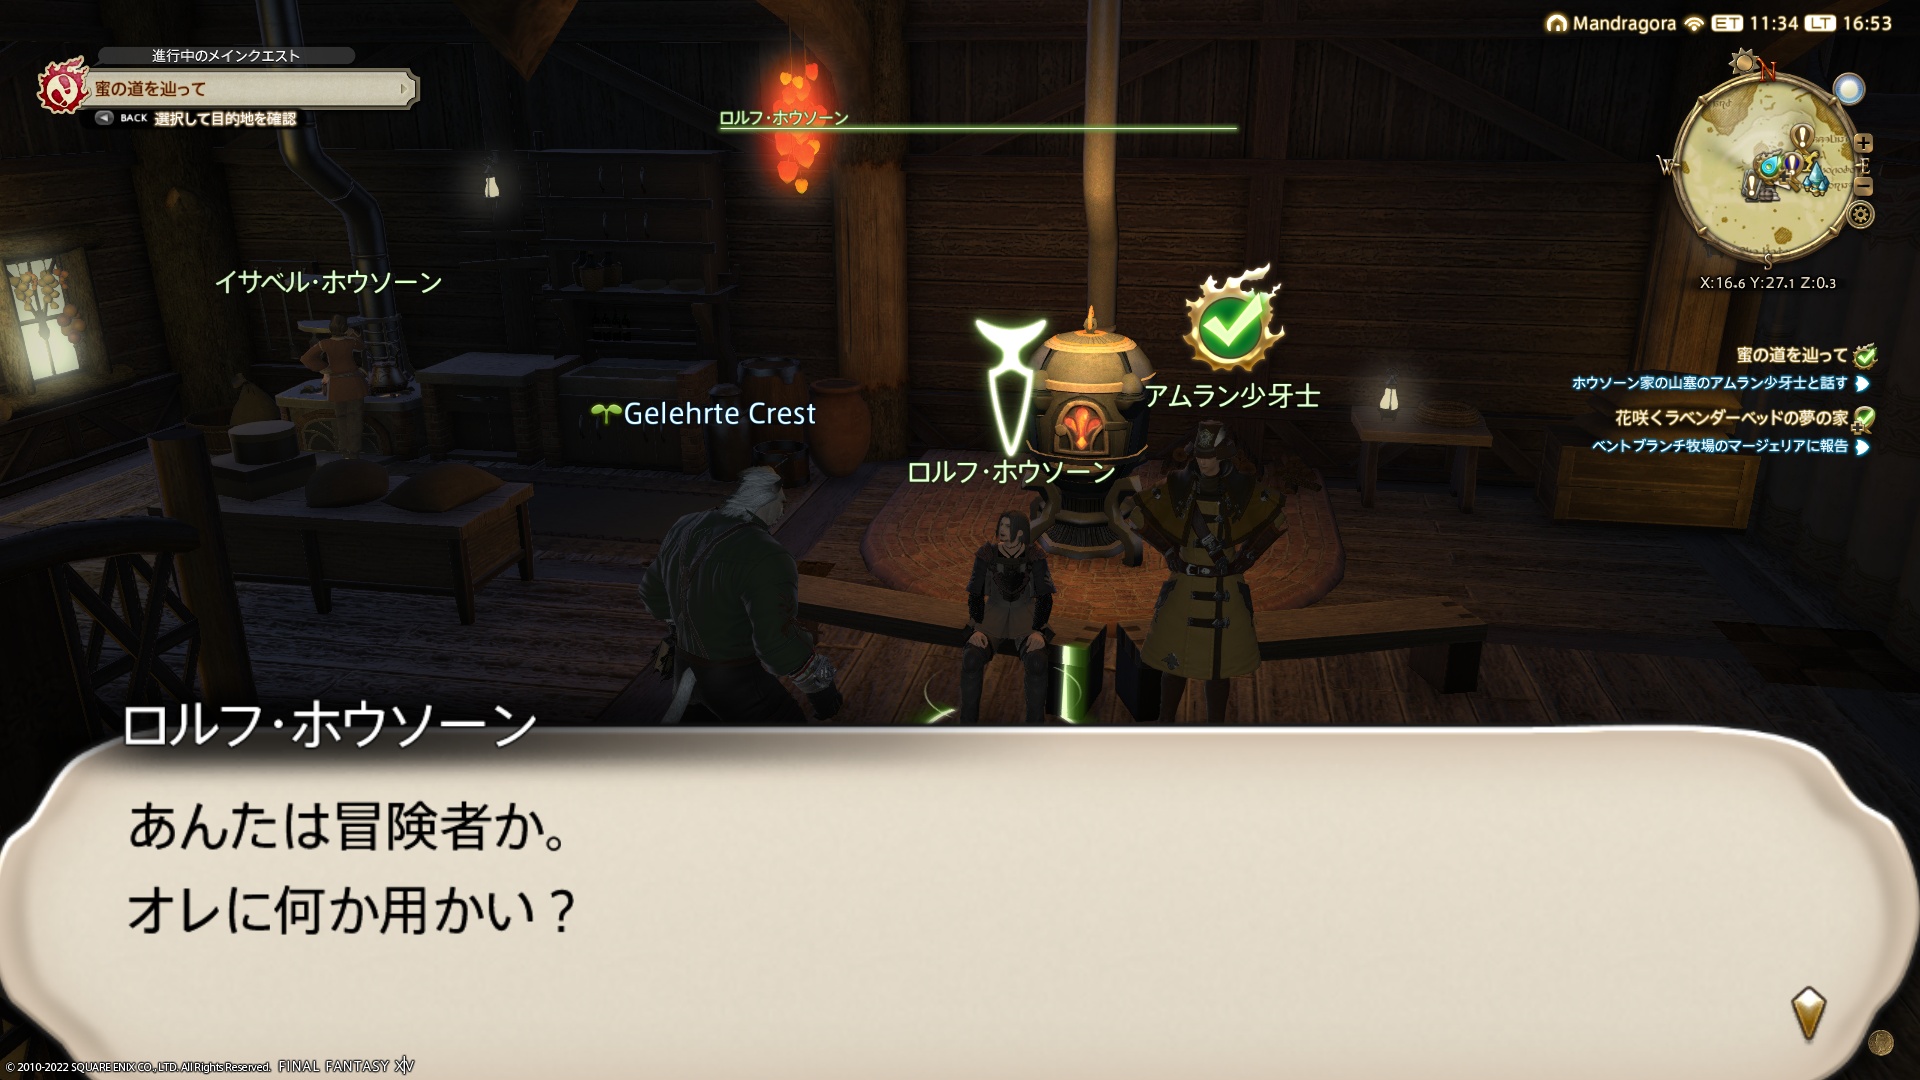 Mandragora ET 11:34 LT 16:53
進行中のメインクエスト
蜜の道を辿って
BACK 選択して目的地を確認
ロルフ・ホウソーン
N
W
E
S
X:16.6 Y:27.1 Z:0.3
イサベル・ホウソーン
蜜の道を辿って
ホウソーン家の山塞のアムラン少牙士と話す
花咲くラベンダーベッドの夢の家
ベントブランチ牧場のマージェリアに報告
アムラン少牙士
Gelehrte Crest
ロルフ・ホウソーン
ロルフ・ホウソーン
あんたは冒険者か。
オレに何か用かい？
© 2010-2022 SQUARE ENIX CO., LTD. All Rights Reserved. FINAL FANTASY XIV